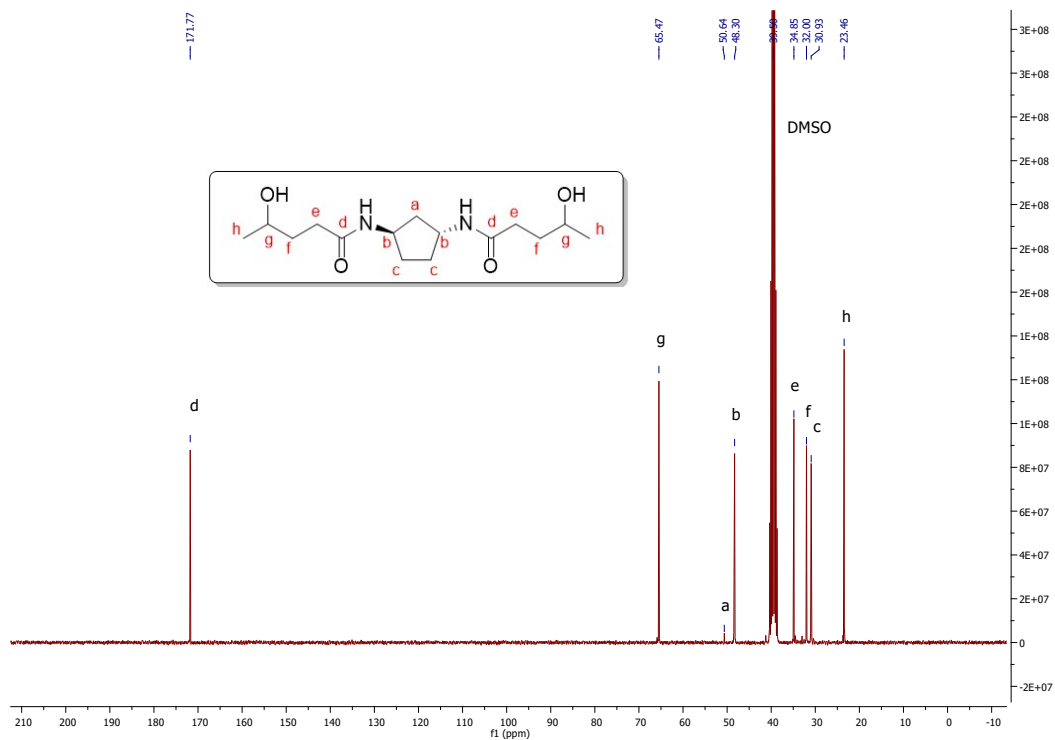 171.77
65.47
50.64
48.30
39.50
34.85
32.00
30.93
23.46
DMSO
OH H H OH
e a e
h d N N d h
g f b b f g
O c c O
d
g
a
b
e
f
c
h
3E+08
3E+08
2E+08
2E+08
2E+08
2E+08
2E+08
1E+08
1E+08
1E+08
8E+07
6E+07
4E+07
2E+07
0
-2E+07
210 200 190 180 170 160 150 140 130 120 110 100 90 80 70 60 50 40 30 20 10 0 -10
f1 (ppm)